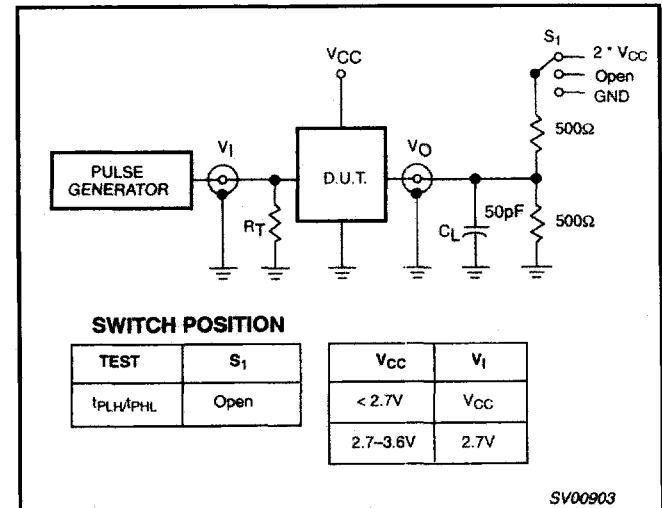 S1
2 * VCC
Open
GND
VCC
500Ω
VI
VO
PULSE
GENERATOR
D.U.T.
RT
50pF
CL
500Ω
SWITCH POSITION
TEST S1
tPLH/tPHL Open
VCC VI
< 2.7V VCC
2.7–3.6V 2.7V
SV00903